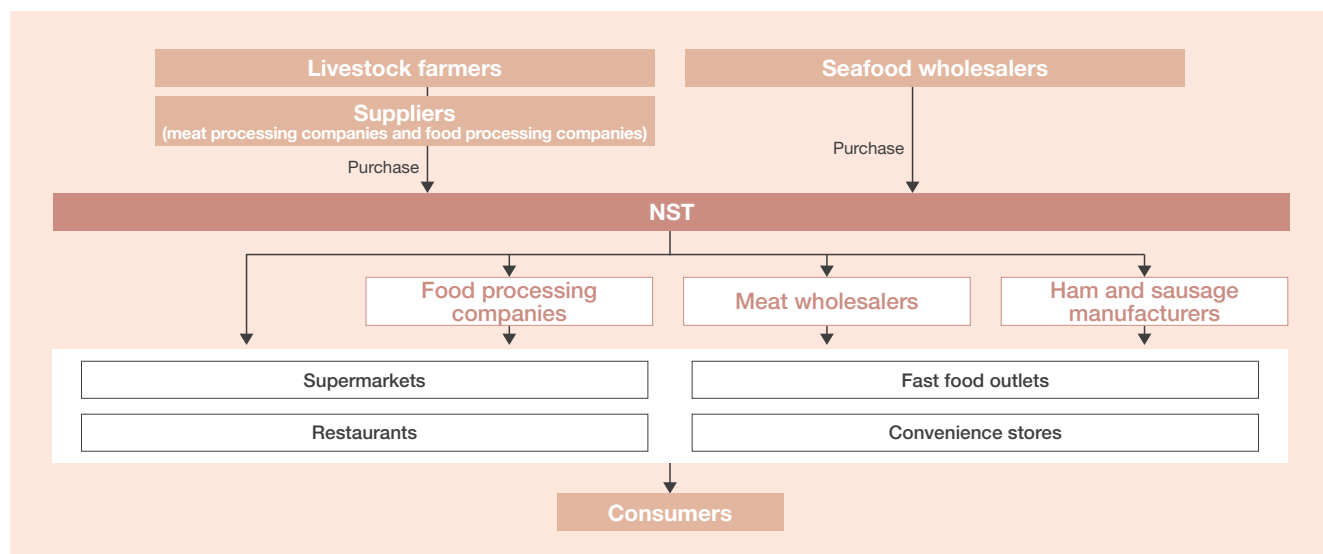 Livestock farmers
Seafood wholesalers
Suppliers
(meat processing companies and food processing companies)
Purchase
Purchase
NST
Food processing
companies
Meat wholesalers
Ham and sausage
manufacturers
Supermarkets
Fast food outlets
Restaurants
Convenience stores
Consumers